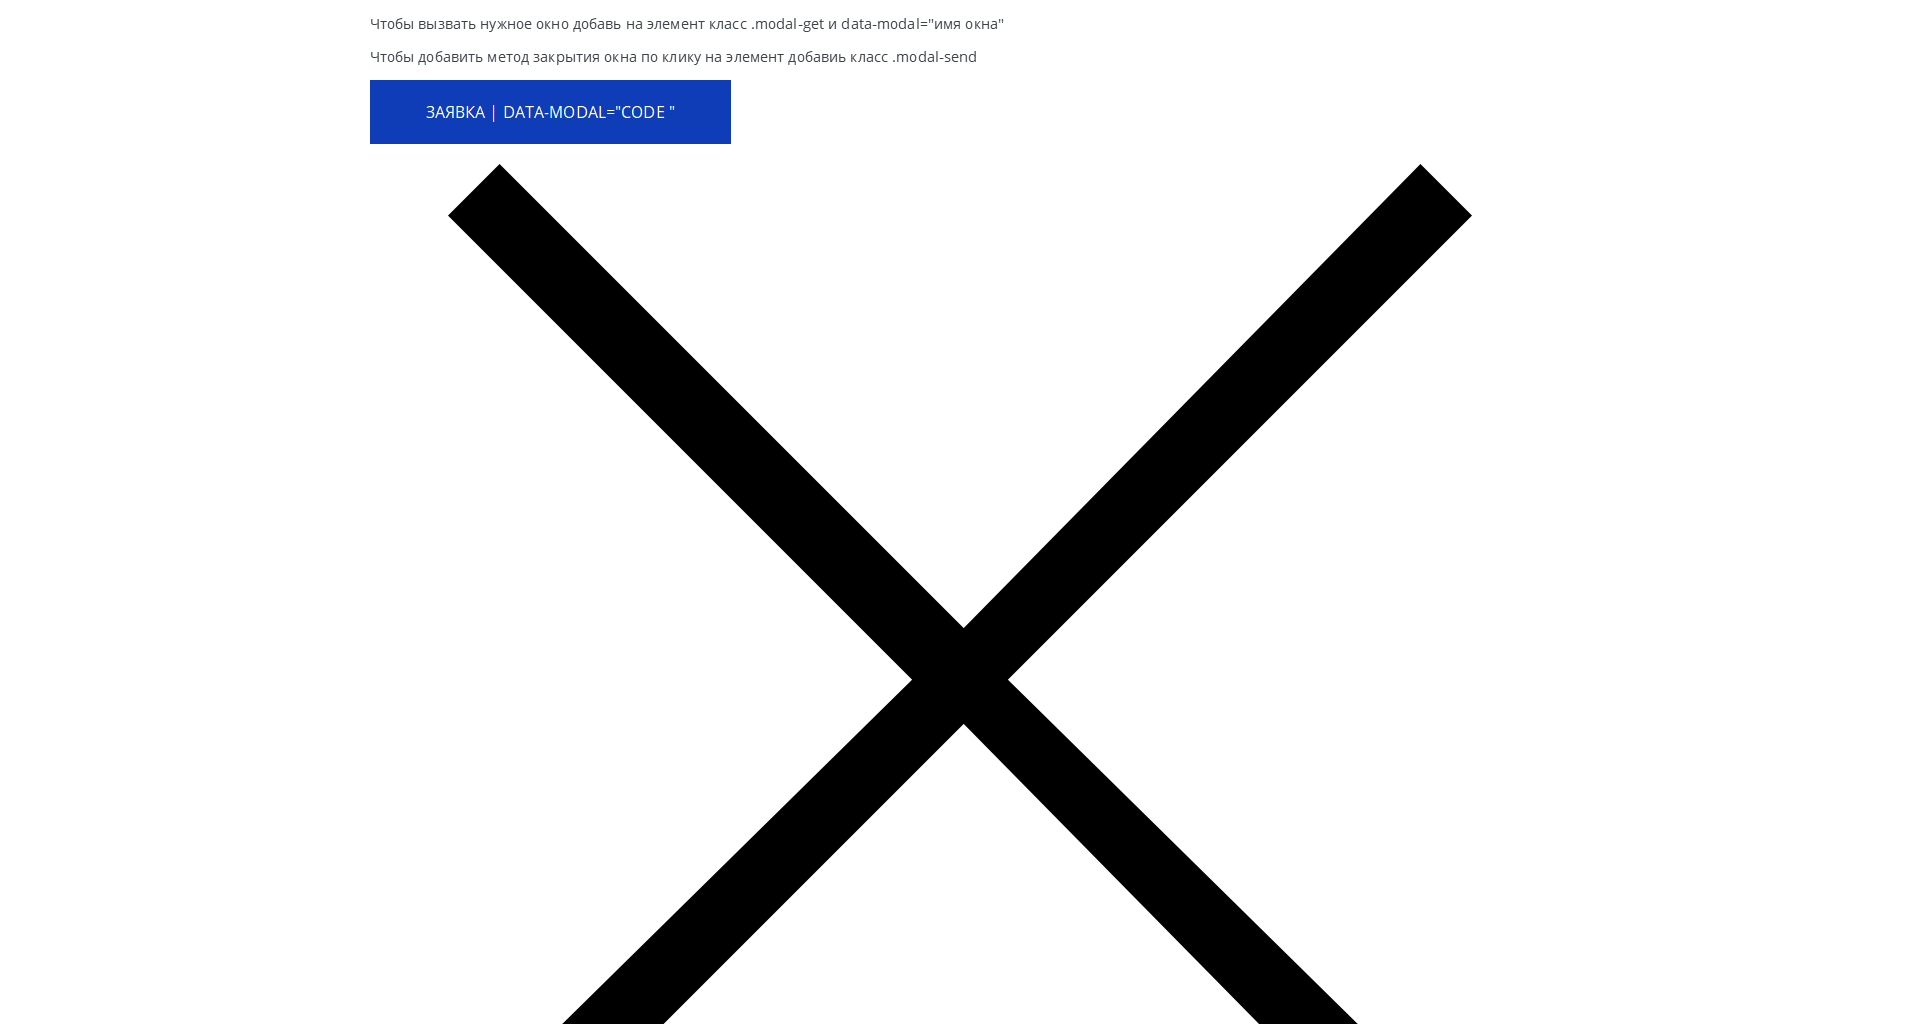 Чтобы вызвать нужное окно добавь на элемент класс .modal-get и data-modal="имя окна"
Чтобы добавить метод закрытия окна по клику на элемент добавиь класс .modal-send
ЗАЯВКА | DATA-MODAL="CODE "